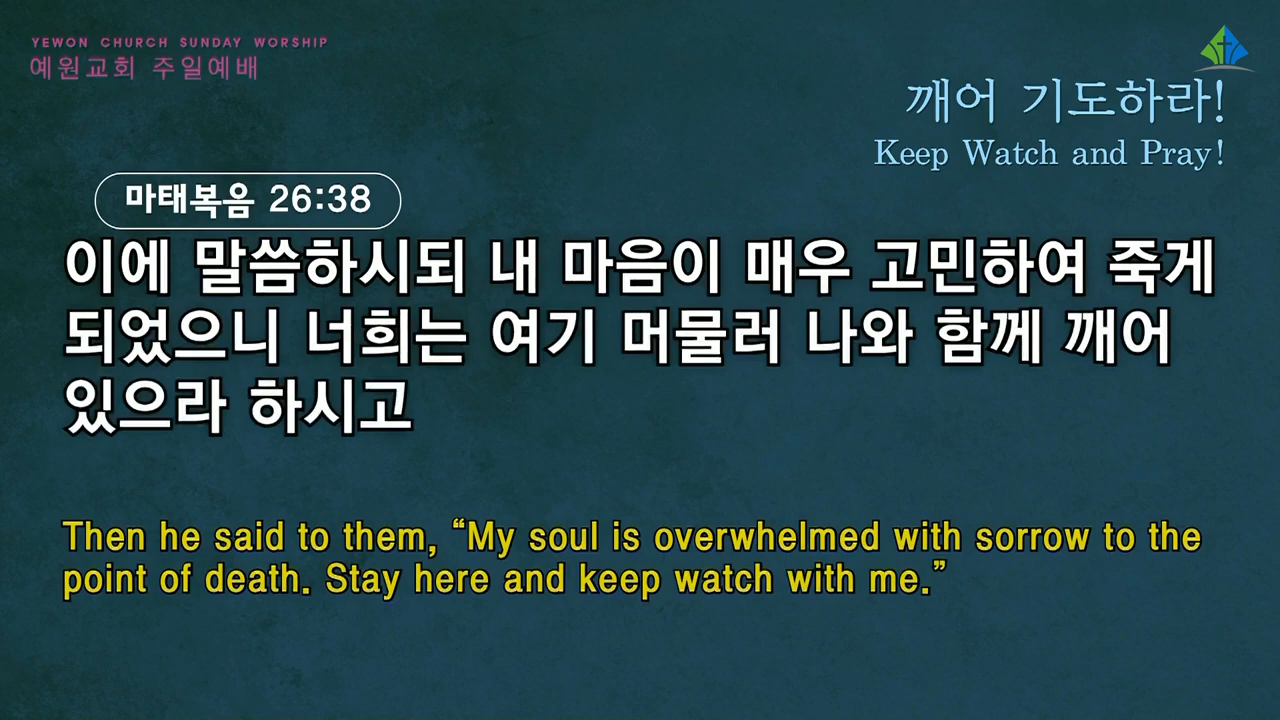 YEWON CHURCH SUNDAY WORSHIP
예원교회 주일예배
깨어 기도하라!
Keep Watch and Pray!
마태복음 26:38
이에 말씀하시되 내 마음이 매우 고민하여 죽게
되었으니 너희는 여기 머물러 나와 함께 깨어
있으라 하시고
Then he said to them, “My soul is overwhelmed with sorrow to the
point of death. Stay here and keep watch with me.”